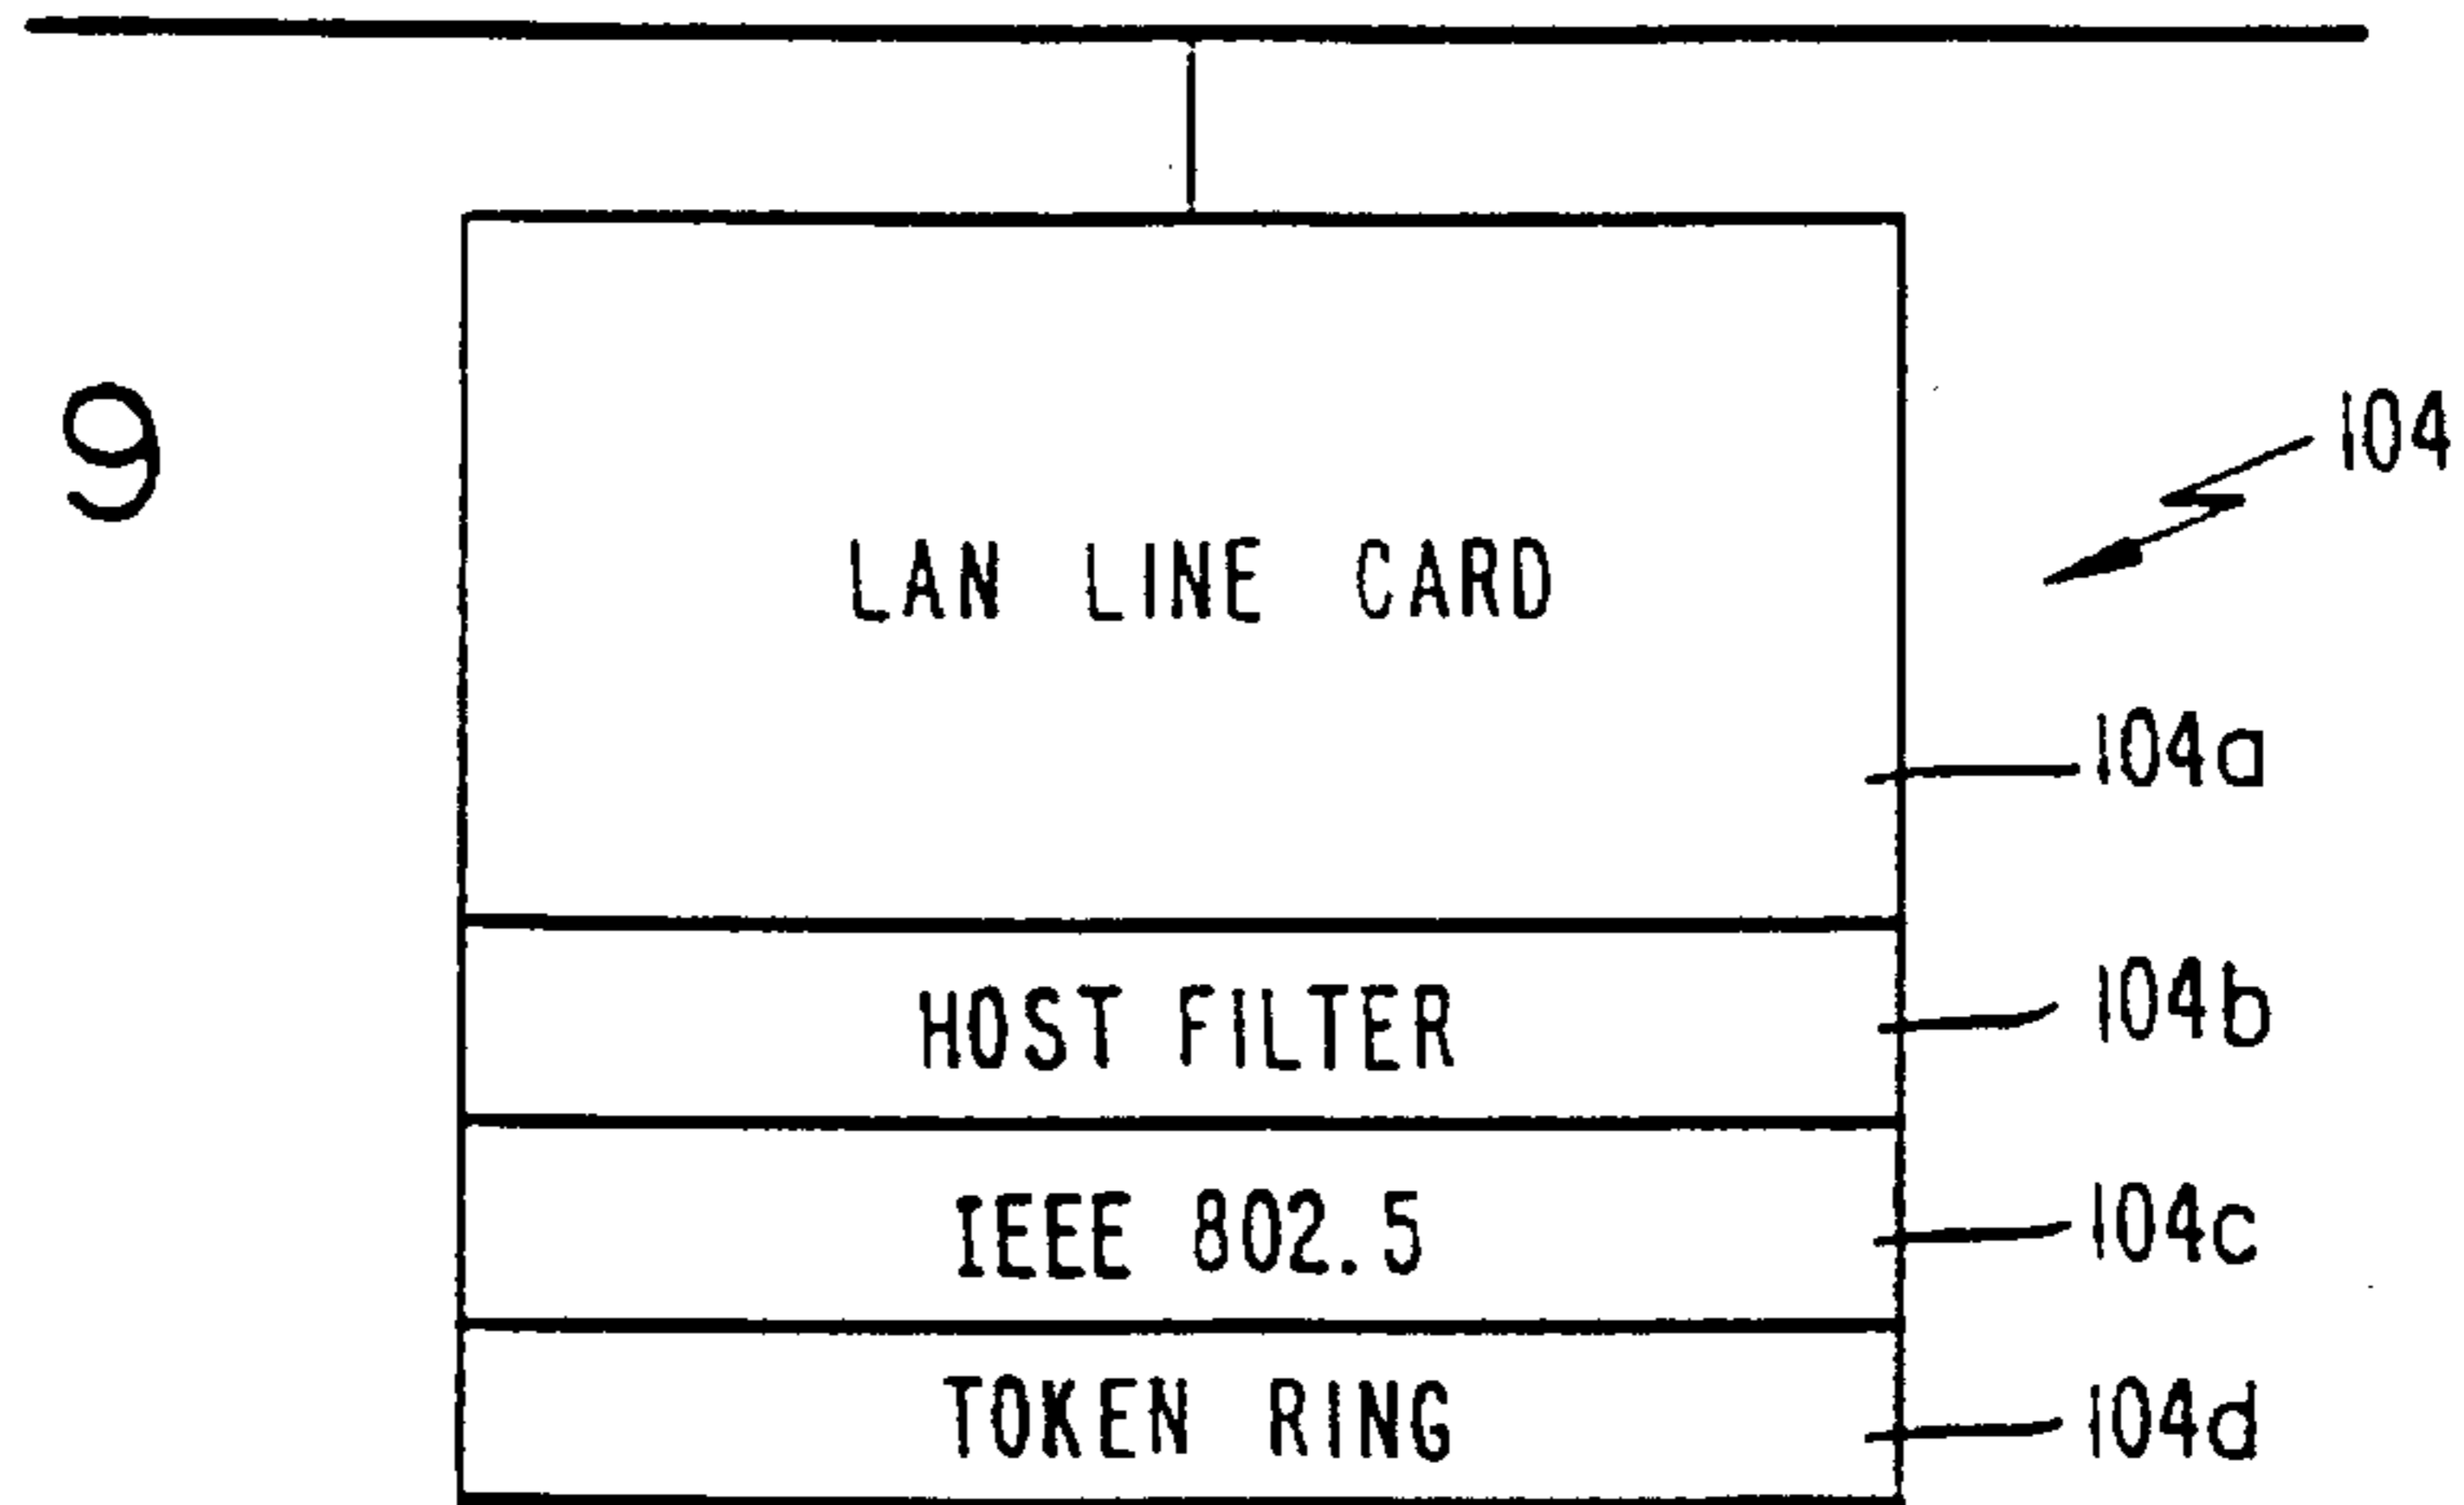 9
104
LAN LINE CARD
104a
HOST FILTER
104b
IEEE 802.5
104c
TOKEN RING
104d